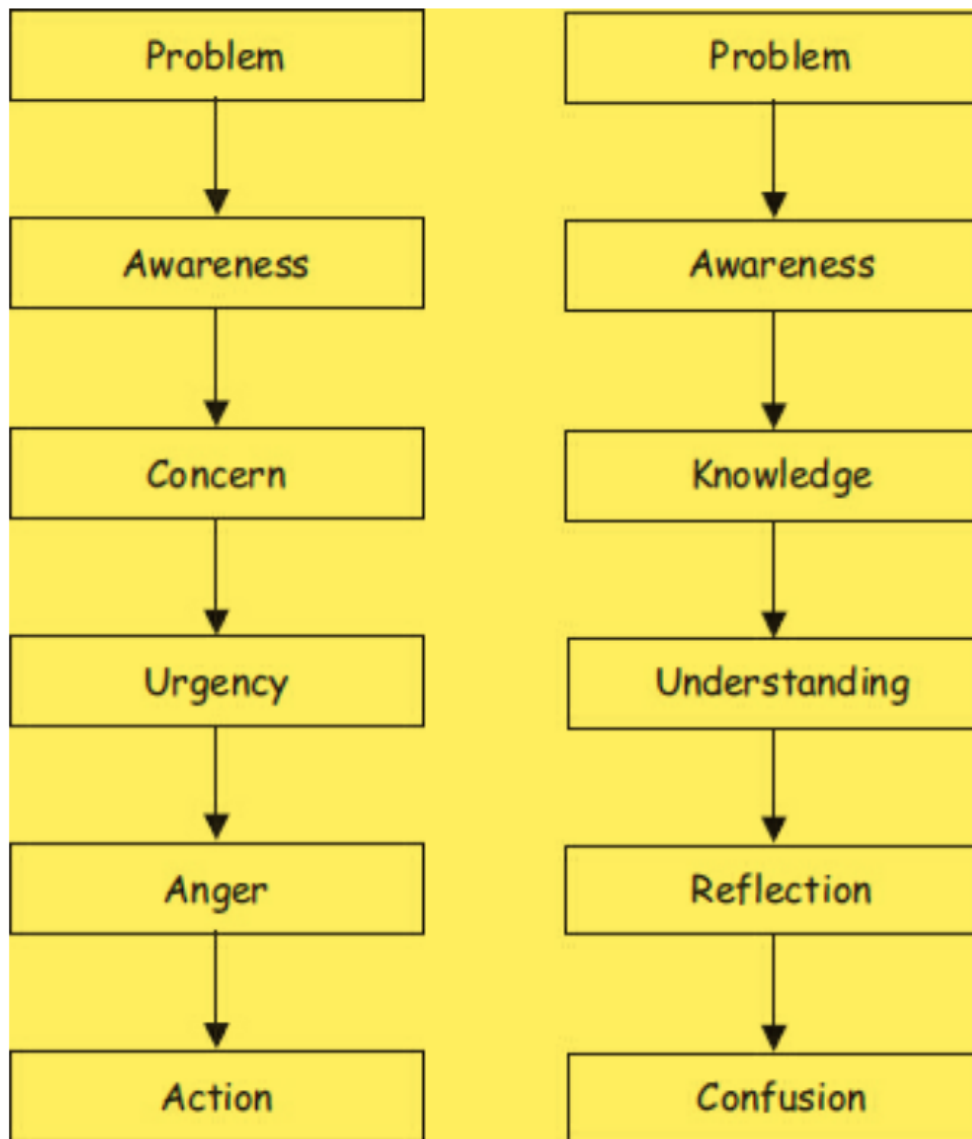 Problem
Awareness
Concern
Urgency
Anger
Action
Problem
Awareness
Knowledge
Understanding
Reflection
Confusion